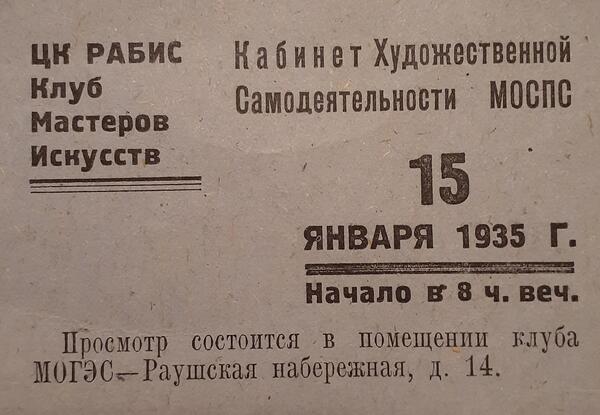 ЦК РАБИС
Клуб
Мастеров
Искусств
Кабинет Художественной
Самодеятельности МОСПС
15
ЯНВАРЯ 1935 Г.
Начало в 8 ч. веч.
Просмотр состоится в помещении клуба
МОГЭС—Раушская набережная, д. 14.